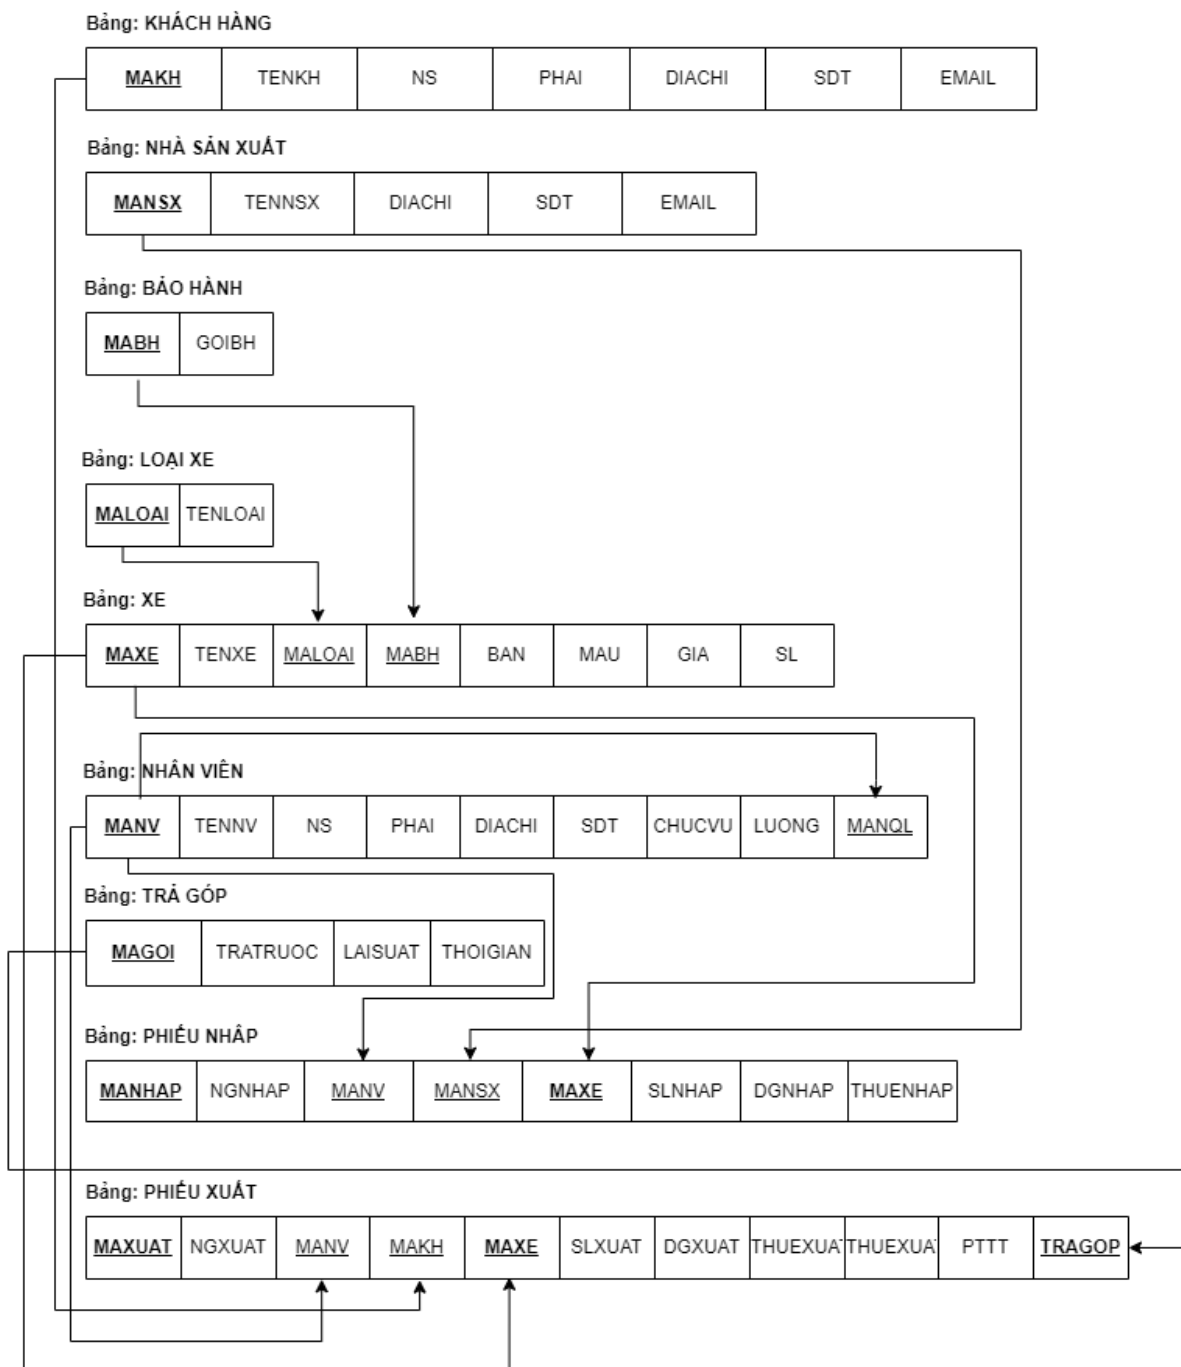 Bảng: KHÁCH HÀNG
MAKH TENKH NS PHAI DIACHI SDT EMAIL
Bảng: NHÀ SẢN XUẤT
MANSX TENNSX DIACHI SDT EMAIL
Bảng: BẢO HÀNH
MABH GOIBH
Bảng: LOẠI XE
MALOAI TENLOAI
Bảng: XE
MAXE TENXE MALOAI MABH BAN MAU GIA SL
Bảng: NHÂN VIÊN
MANV TENNV NS PHAI DIACHI SDT CHUCVU LUONG MANQL
Bảng: TRẢ GÓP
MAGOI TRATRUOC LAISUAT THOIGIAN
Bảng: PHIẾU NHẬP
MANHAP NGNHAP MANV MANSX MAXE SLNHAP DGNHAP THUENHAP
Bảng: PHIẾU XUẤT
MAXUAT NGXUAT MANV MAKH MAXE SLXUAT DGXUAT THUEXUA THUEXUA PTTT TRAGOP